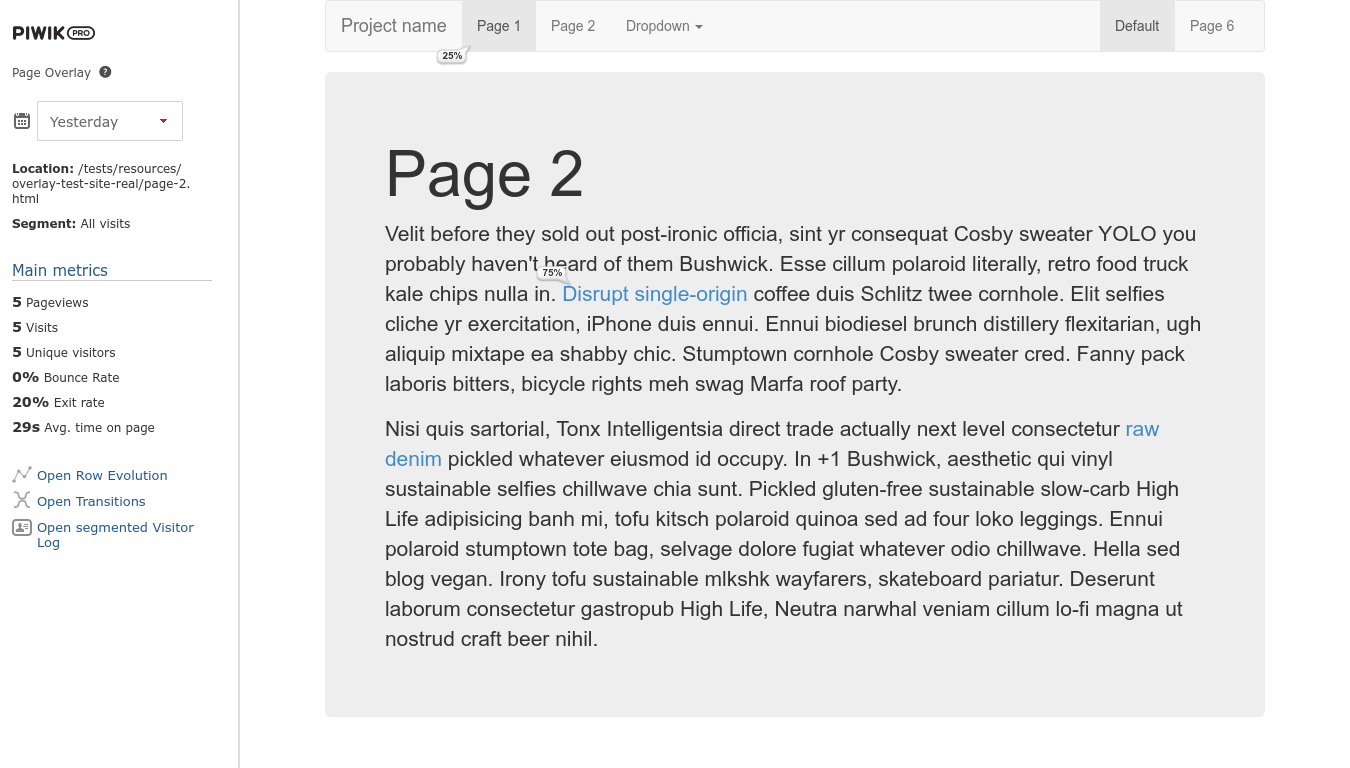 PIWIK PRO
Page Overlay ?
Yesterday
Location: /tests/resources/
overlay-test-site-real/page-2.
html
Segment: All visits
Main metrics
5 Pageviews
5 Visits
5 Unique visitors
0% Bounce Rate
20% Exit rate
29s Avg. time on page
Open Row Evolution
Open Transitions
Open segmented Visitor
Log
Project name Page 1 Page 2 Dropdown Default Page 6
25%
Page 2
Velit before they sold out post-ironic officia, sint yr consequat Cosby sweater YOLO you
probably haven't heard of them Bushwick. Esse cillum polaroid literally, retro food truck
75%
kale chips nulla in. Disrupt single-origin coffee duis Schlitz twee cornhole. Elit selfies
cliche yr exercitation, iPhone duis ennui. Ennui biodiesel brunch distillery flexitarian, ugh
aliquip mixtape ea shabby chic. Stumptown cornhole Cosby sweater cred. Fanny pack
laboris bitters, bicycle rights meh swag Marfa roof party.
Nisi quis sartorial, Tonx Intelligentsia direct trade actually next level consectetur raw
denim pickled whatever eiusmod id occupy. In +1 Bushwick, aesthetic qui vinyl
sustainable selfies chillwave chia sunt. Pickled gluten-free sustainable slow-carb High
Life adipisicing banh mi, tofu kitsch polaroid quinoa sed ad four loko leggings. Ennui
polaroid stumptown tote bag, selvage dolore fugiat whatever odio chillwave. Hella sed
blog vegan. Irony tofu sustainable mlkshk wayfarers, skateboard pariatur. Deserunt
laborum consectetur gastropub High Life, Neutra narwhal veniam cillum lo-fi magna ut
nostrud craft beer nihil.